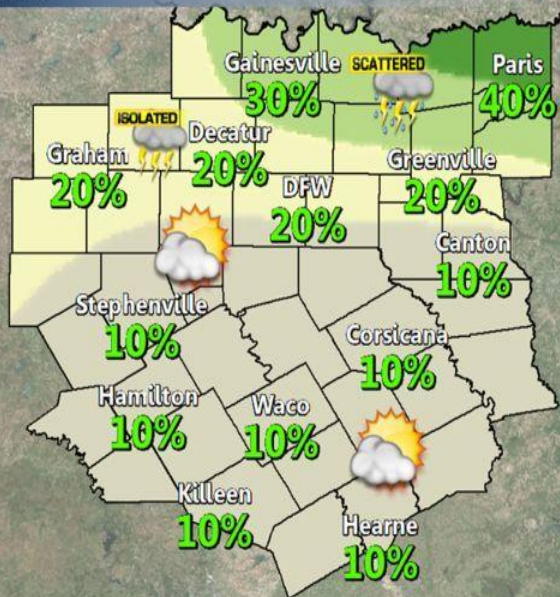 Gainesville
30%
SCATTERED
Paris
40%
ISOLATED
Decatur
20%
Graham
20%
Greenville
20%
DFW
20%
Canton
10%
Stephenville
10%
Corsicana
10%
Hamilton
10%
Waco
10%
Killeen
10%
Hearne
10%